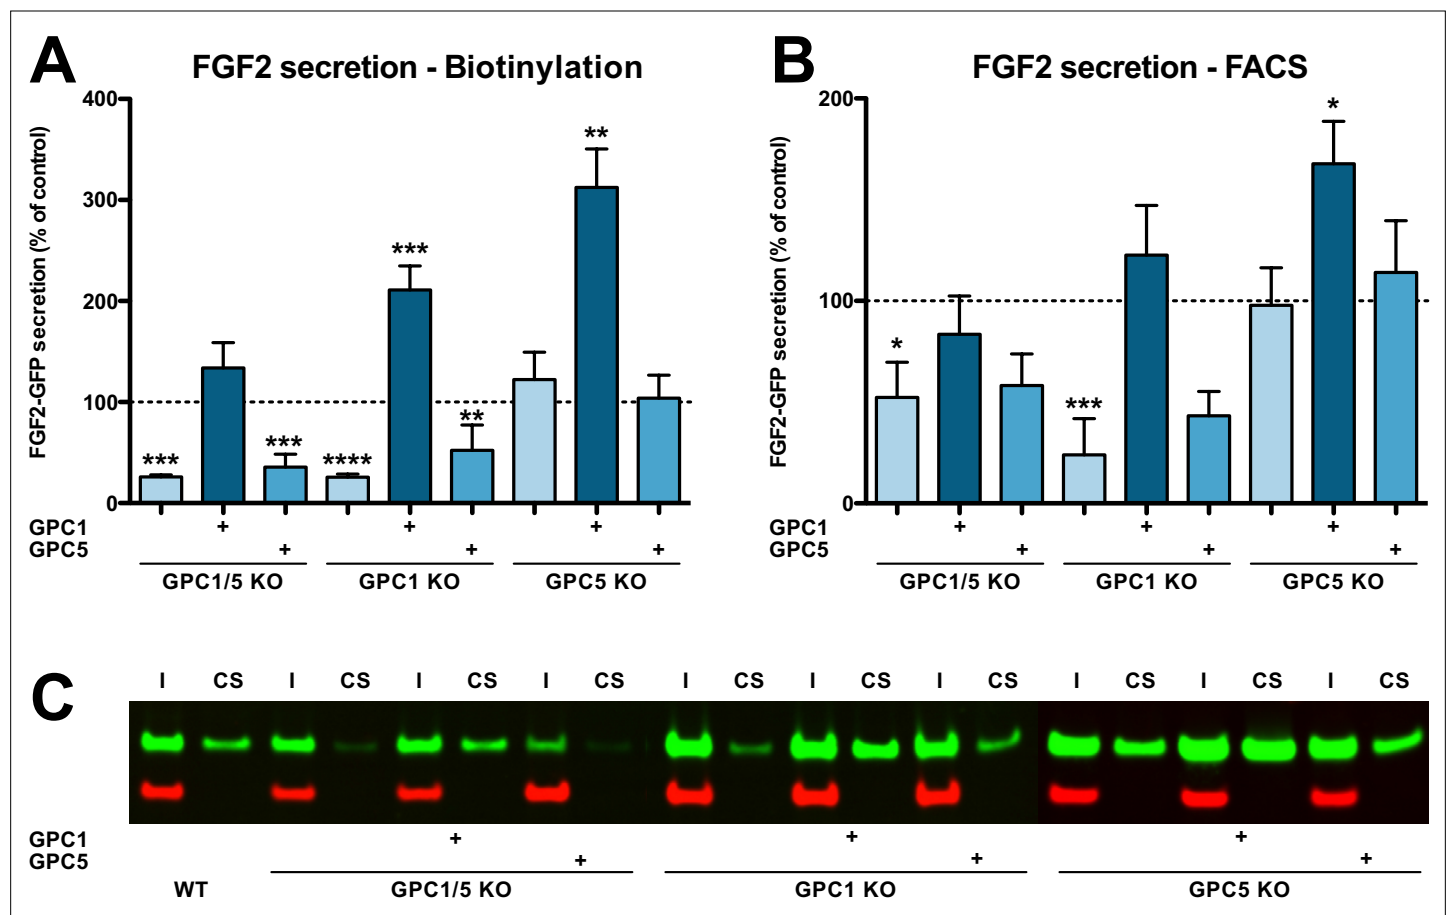 A
FGF2 secretion - Biotinylation
FGF2-GFP secretion (% of control)
400
300
200
100
0
***
***
****
***
**
**
GPC1 + + +
GPC5 + + +
GPC1/5 KO GPC1 KO GPC5 KO
B
FGF2 secretion - FACS
FGF2-GFP secretion (% of control)
200
100
0
*
***
*
GPC1 + + +
GPC5 + + +
GPC1/5 KO GPC1 KO GPC5 KO
C
I CS I CS I CS I CS I CS I CS I CS I CS I CS I CS
GPC1 + + +
GPC5 + + +
WT GPC1/5 KO GPC1 KO GPC5 KO